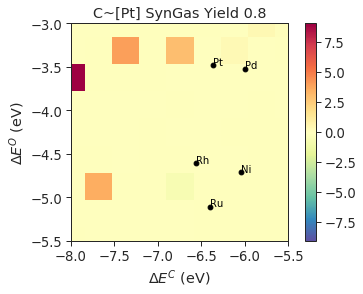 C~[Pt] SynGas Yield 0.8
−3.0
−3.5
−4.0
−4.5
−5.0
−5.5
ΔE^O (eV)
Pt
Pd
Rh
Ni
Ru
−8.0 −7.5 −7.0 −6.5 −6.0 −5.5
ΔE^C (eV)
7.5
5.0
2.5
0.0
−2.5
−5.0
−7.5